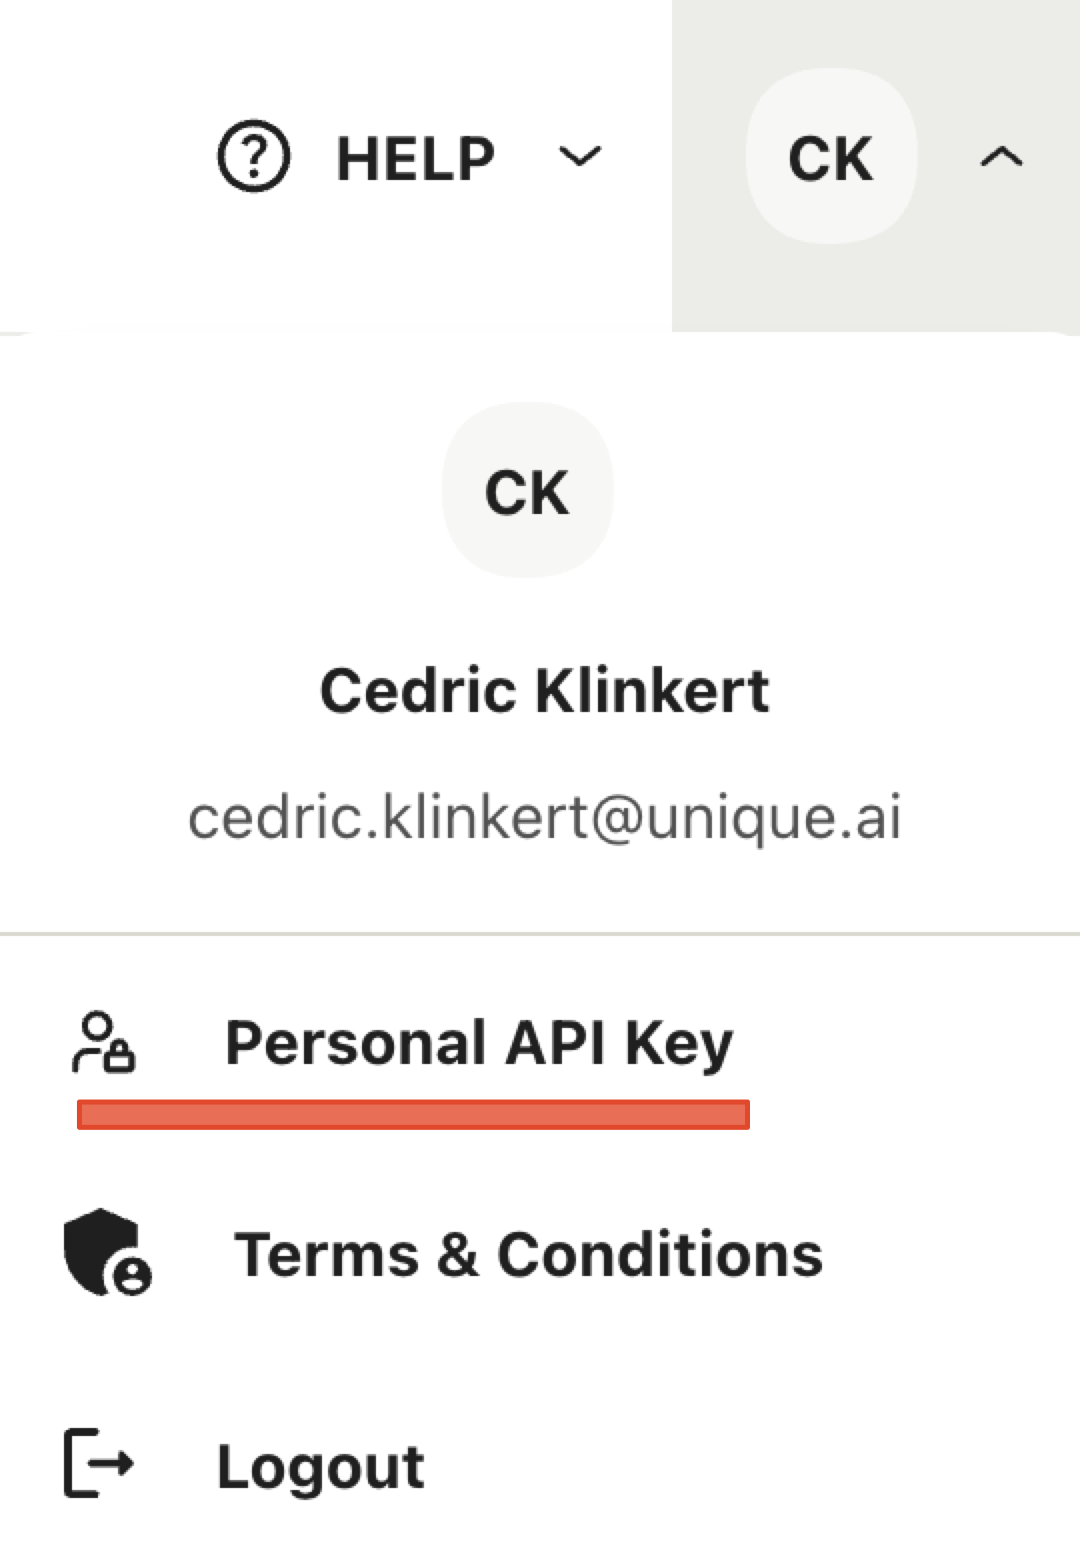 HELP CK
CK
Cedric Klinkert
cedric.klinkert@unique.ai
Personal API Key
Terms & Conditions
Logout